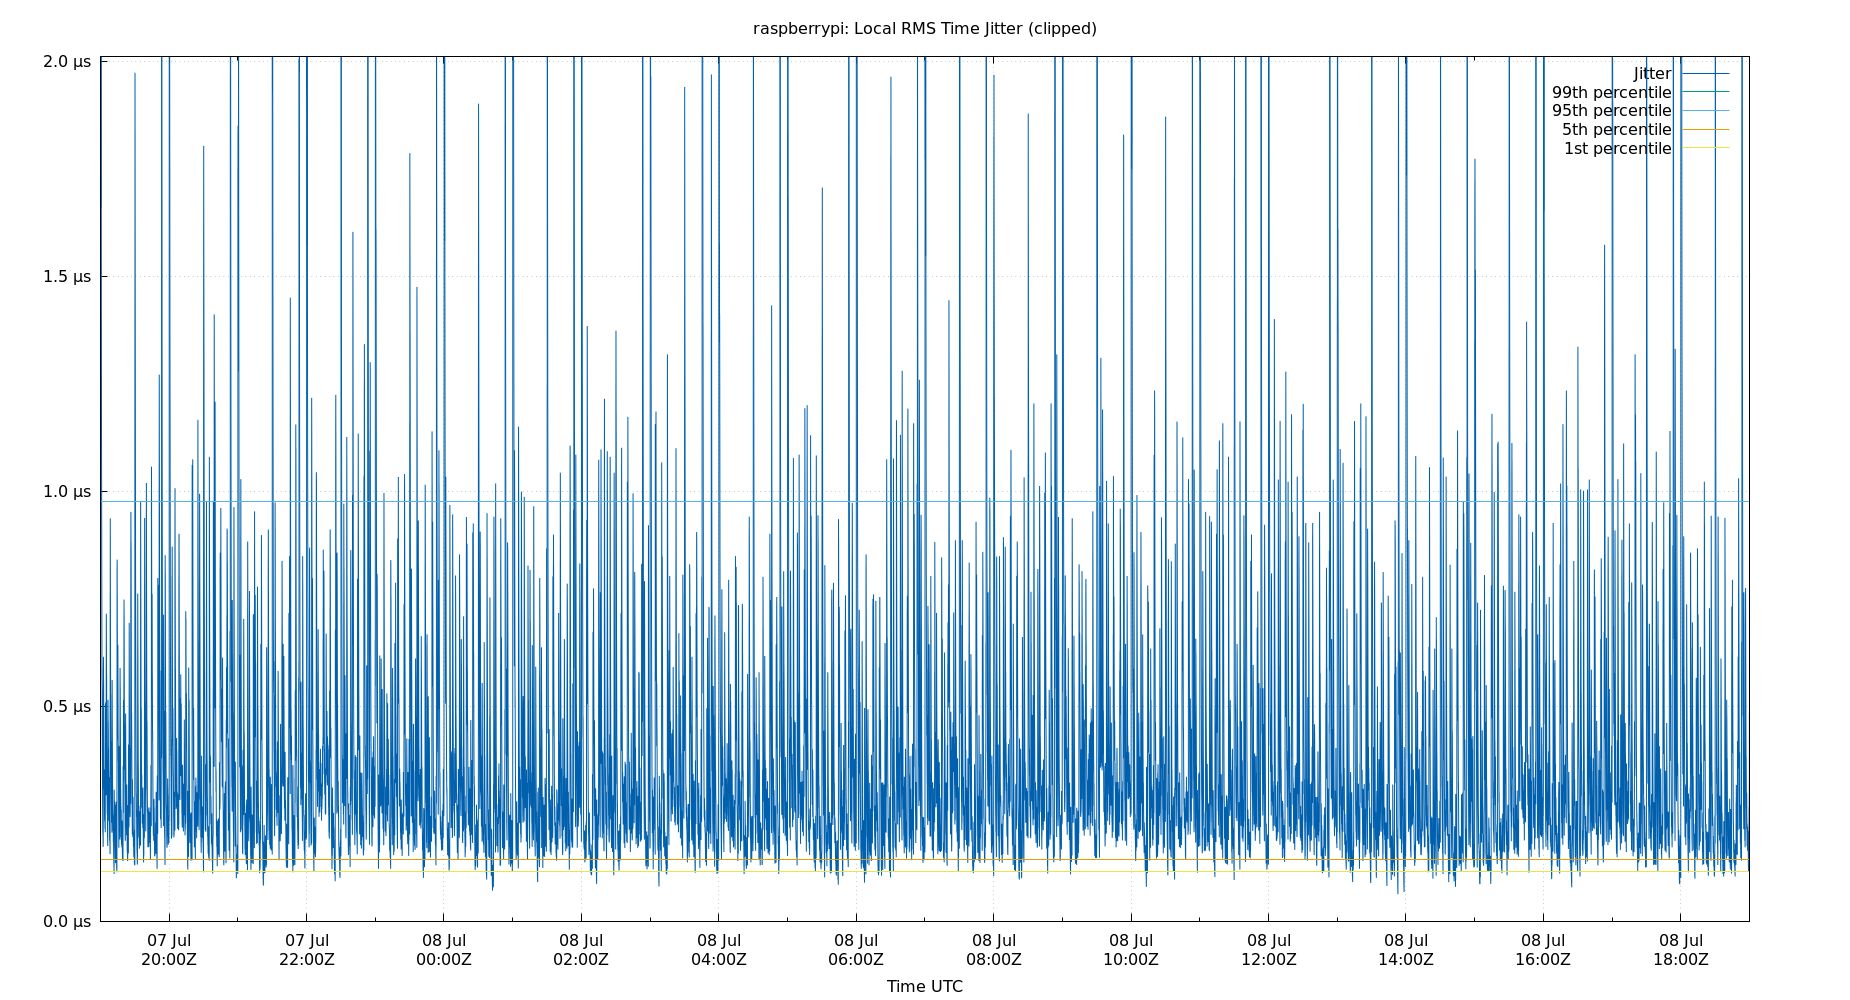 raspberrypi: Local RMS Time Jitter (clipped)
2.0 µs
1.5 µs
1.0 µs
0.5 µs
0.0 µs
Jitter
99th percentile
95th percentile
5th percentile
1st percentile
07 Jul 07 Jul 08 Jul 08 Jul 08 Jul 08 Jul 08 Jul 08 Jul 08 Jul 08 Jul 08 Jul 08 Jul
20:00Z 22:00Z 00:00Z 02:00Z 04:00Z 06:00Z 08:00Z 10:00Z 12:00Z 14:00Z 16:00Z 18:00Z
Time UTC